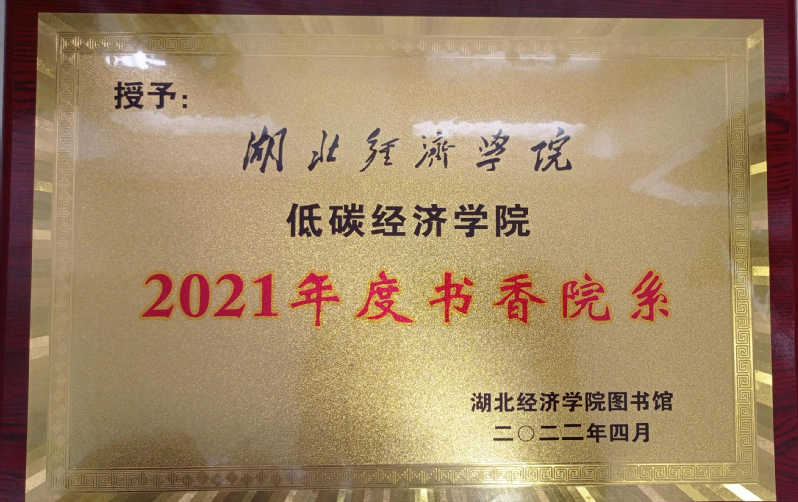 授予：
湖北经濟学院
低碳经济学院
2021年度书香院系
湖北经济学院图书馆
二〇二二年四月